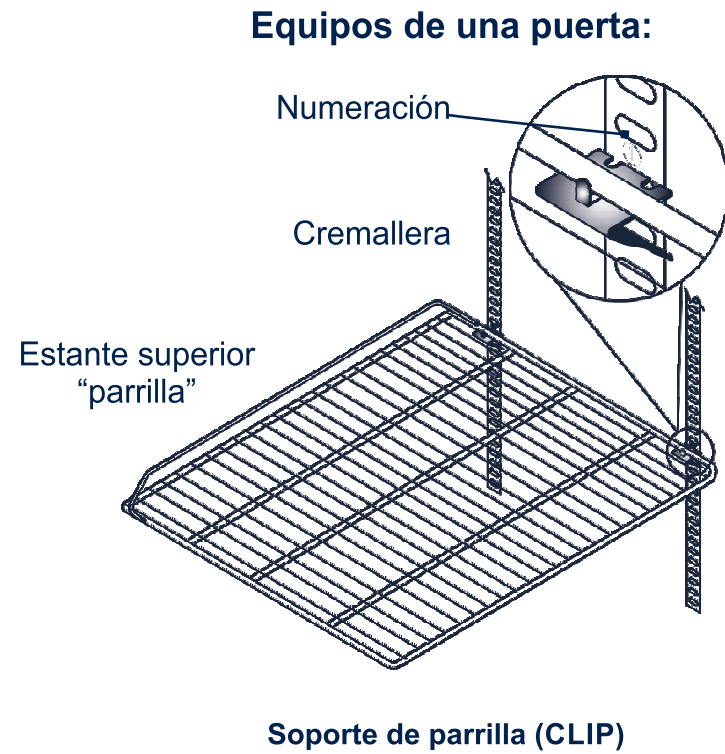 Equipos de una puerta:
Numeración
Cremallera
Estante superior
“parrilla”
Soporte de parrilla (CLIP)